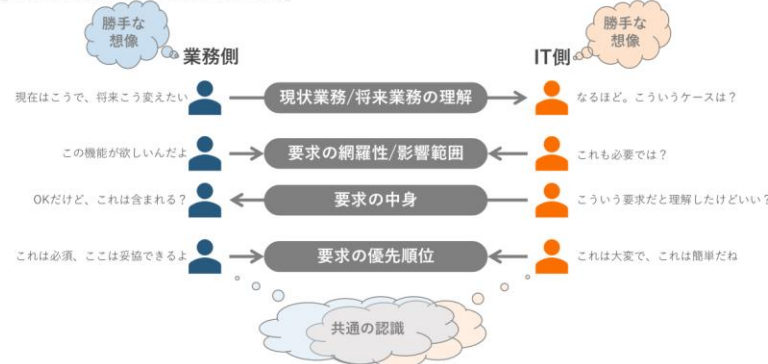 勝手な
想像
業務側
勝手な
想像
IT側
現在はこうで、将来こう変えたい
現状業務/将来業務の理解
なるほど。こういうケースは？
この機能が欲しいんだよ
要求の網羅性/影響範囲
これも必要では？
OKだけど、これは含まれる？
要求の中身
こういう要求だと理解したけどいい？
これは必須、ここは妥協できるよ
要求の優先順位
これは大変で、これは簡単だね
共通の認識